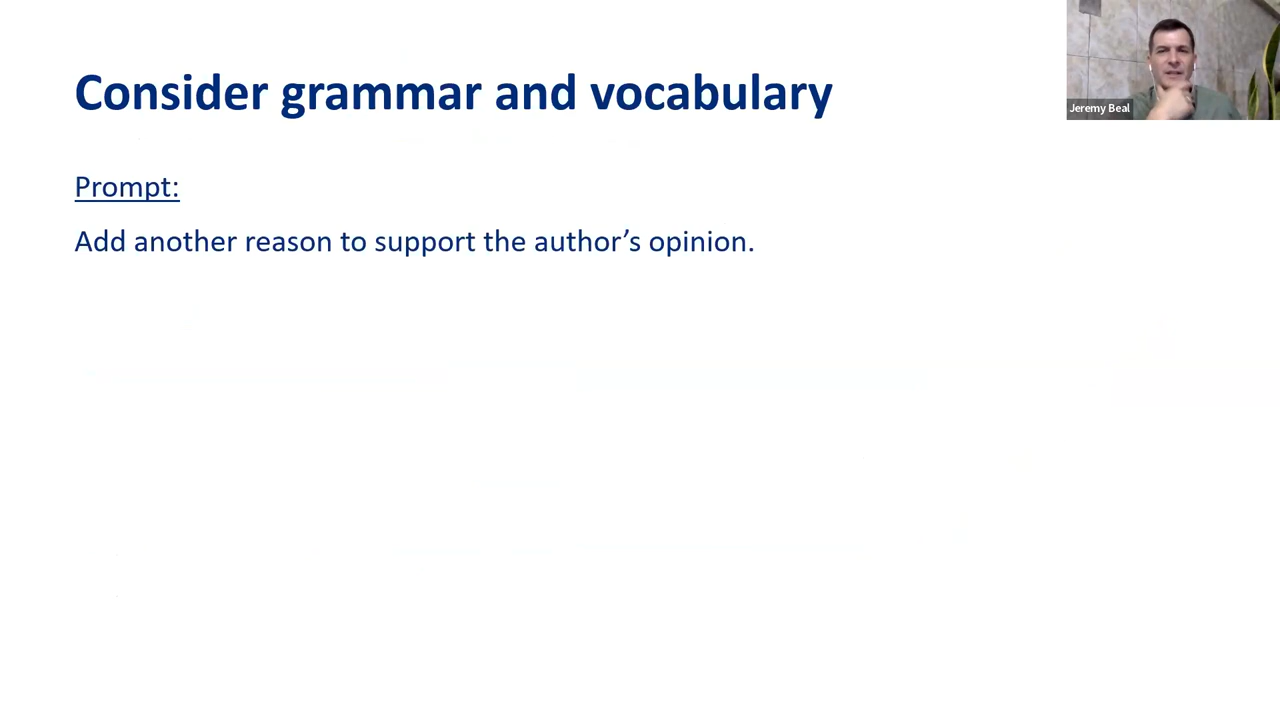 Consider grammar and vocabulary
Jeremy Beal
Prompt:
Add another reason to support the author’s opinion.